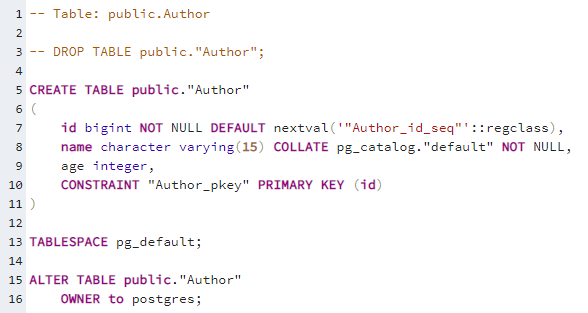 1 -- Table: public.Author
2
3 -- DROP TABLE public."Author";
4
5 CREATE TABLE public."Author"
6 (
7     id bigint NOT NULL DEFAULT nextval('"Author_id_seq"'::regclass),
8     name character varying(15) COLLATE pg_catalog."default" NOT NULL,
9     age integer,
10     CONSTRAINT "Author_pkey" PRIMARY KEY (id)
11 )
12
13 TABLESPACE pg_default;
14
15 ALTER TABLE public."Author"
16     OWNER to postgres;